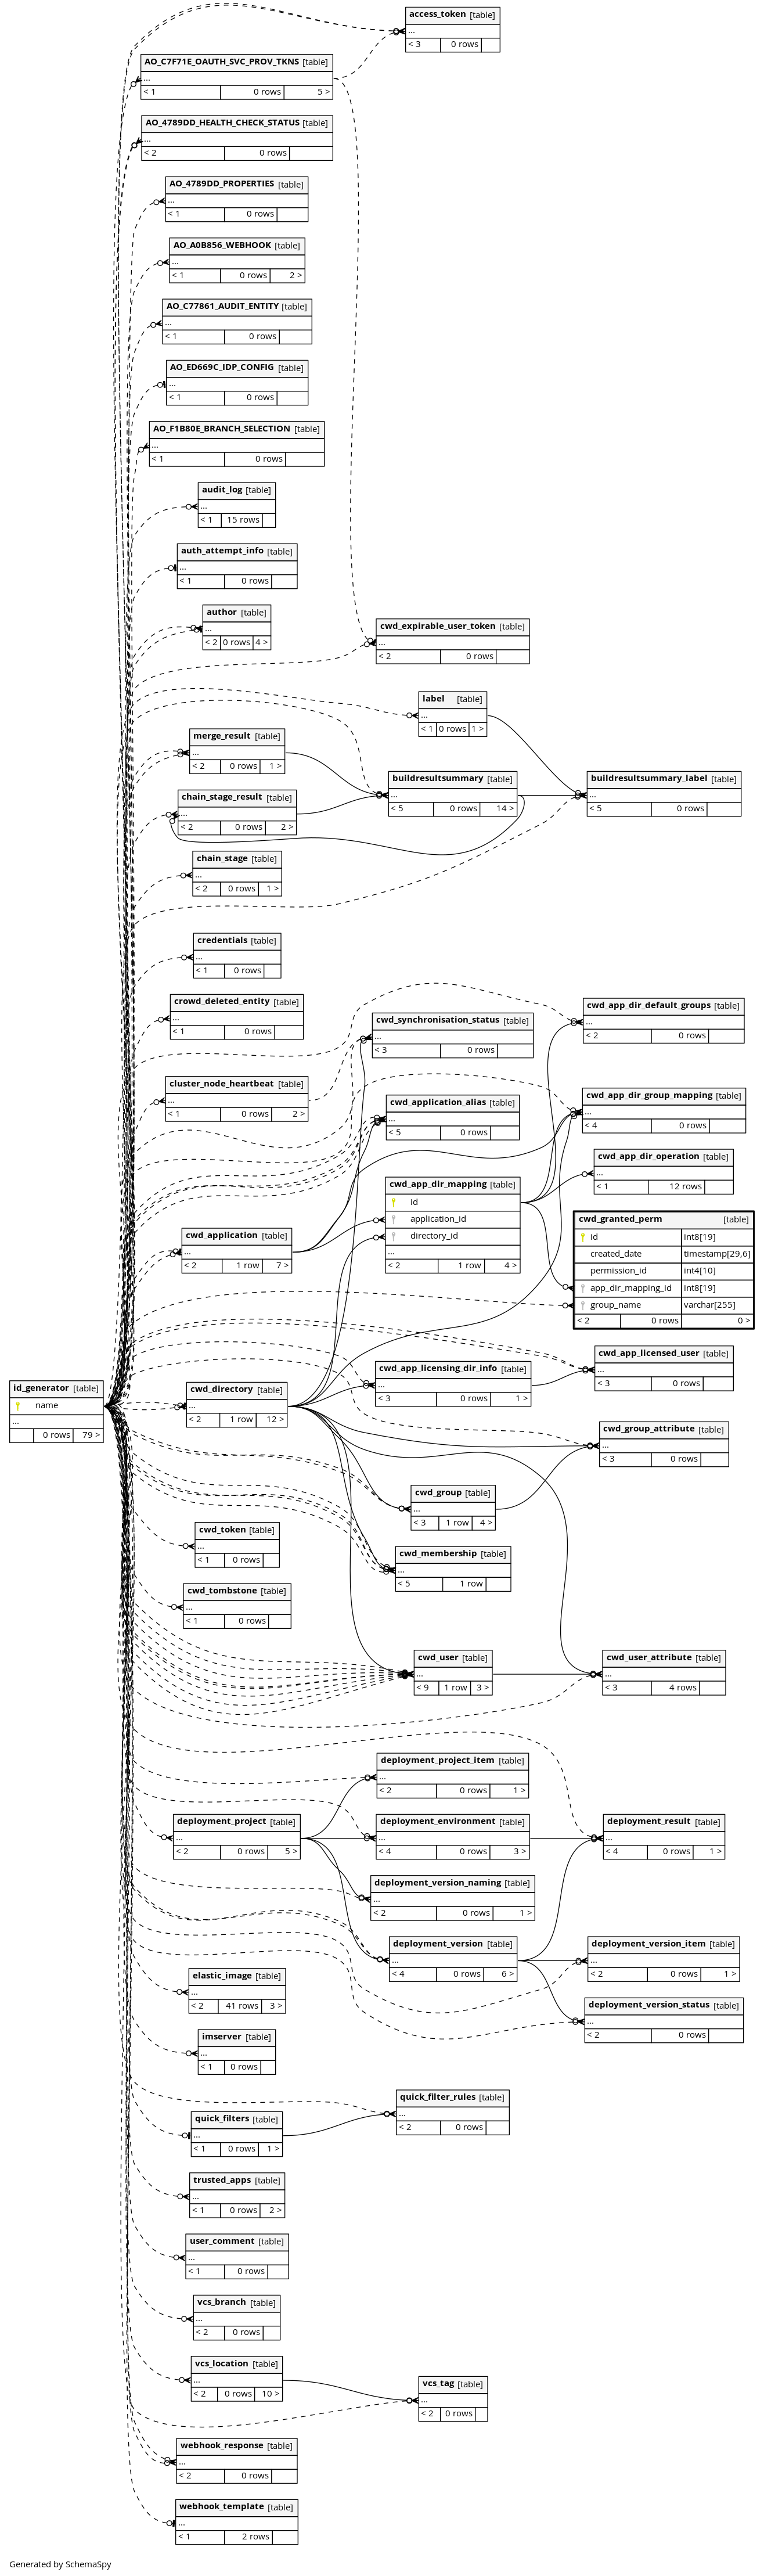 access_token [table]
...
< 3 0 rows
AO_C7F71E_OAUTH_SVC_PROV_TKNS [table]
...
< 1 0 rows 5 >
AO_4789DD_HEALTH_CHECK_STATUS [table]
...
< 2 0 rows
AO_4789DD_PROPERTIES [table]
...
< 1 0 rows
AO_A0B856_WEBHOOK [table]
...
< 1 0 rows 2 >
AO_C77861_AUDIT_ENTITY [table]
...
< 1 0 rows
AO_ED669C_IDP_CONFIG [table]
...
< 1 0 rows
AO_F1B80E_BRANCH_SELECTION [table]
...
< 1 0 rows
audit_log [table]
...
< 1 15 rows
auth_attempt_info [table]
...
< 1 0 rows
author [table]
...
< 2 0 rows 4 >
cwd_expirable_user_token [table]
...
< 2 0 rows
label [table]
...
< 1 0 rows 1 >
merge_result [table]
...
< 2 0 rows 1 >
buildresultsummary [table]
...
< 5 0 rows 14 >
buildresultsummary_label [table]
...
< 5 0 rows
chain_stage_result [table]
...
< 2 0 rows 2 >
chain_stage [table]
...
< 2 0 rows 1 >
credentials [table]
...
< 1 0 rows
crowd_deleted_entity [table]
...
< 1 0 rows
cwd_app_dir_default_groups [table]
...
< 2 0 rows
cwd_synchronisation_status [table]
...
< 3 0 rows
cluster_node_heartbeat [table]
...
< 1 0 rows 2 >
cwd_application_alias [table]
...
< 5 0 rows
cwd_app_dir_group_mapping [table]
...
< 4 0 rows
cwd_app_dir_operation [table]
...
< 1 12 rows
cwd_app_dir_mapping [table]
id
application_id
directory_id
...
< 2 1 row 4 >
cwd_granted_perm [table]
id int8[19]
created_date timestamp[29,6]
permission_id int4[10]
app_dir_mapping_id int8[19]
group_name varchar[255]
< 2 0 rows 0 >
cwd_application [table]
...
< 2 1 row 7 >
cwd_app_licensed_user [table]
...
< 3 0 rows
cwd_app_licensing_dir_info [table]
...
< 3 0 rows 1 >
id_generator [table]
name
...
0 rows 79 >
cwd_directory [table]
...
< 2 1 row 12 >
cwd_group_attribute [table]
...
< 3 0 rows
cwd_group [table]
...
< 3 1 row 4 >
cwd_token [table]
...
< 1 0 rows
cwd_membership [table]
...
< 5 1 row
cwd_tombstone [table]
...
< 1 0 rows
cwd_user [table]
...
< 9 1 row 3 >
cwd_user_attribute [table]
...
< 3 4 rows
deployment_project_item [table]
...
< 2 0 rows 1 >
deployment_project [table]
...
< 2 0 rows 5 >
deployment_environment [table]
...
< 4 0 rows 3 >
deployment_result [table]
...
< 4 0 rows 1 >
deployment_version_naming [table]
...
< 2 0 rows 1 >
deployment_version [table]
...
< 4 0 rows 6 >
deployment_version_item [table]
...
< 2 0 rows 1 >
elastic_image [table]
...
< 2 41 rows 3 >
deployment_version_status [table]
...
< 2 0 rows
imserver [table]
...
< 1 0 rows
quick_filter_rules [table]
...
< 2 0 rows
quick_filters [table]
...
< 1 0 rows 1 >
trusted_apps [table]
...
< 1 0 rows 2 >
user_comment [table]
...
< 1 0 rows
vcs_branch [table]
...
< 2 0 rows
vcs_location [table]
...
< 2 0 rows 10 >
vcs_tag [table]
...
< 2 0 rows
webhook_response [table]
...
< 2 0 rows
webhook_template [table]
...
< 1 2 rows
Generated by SchemaSpy